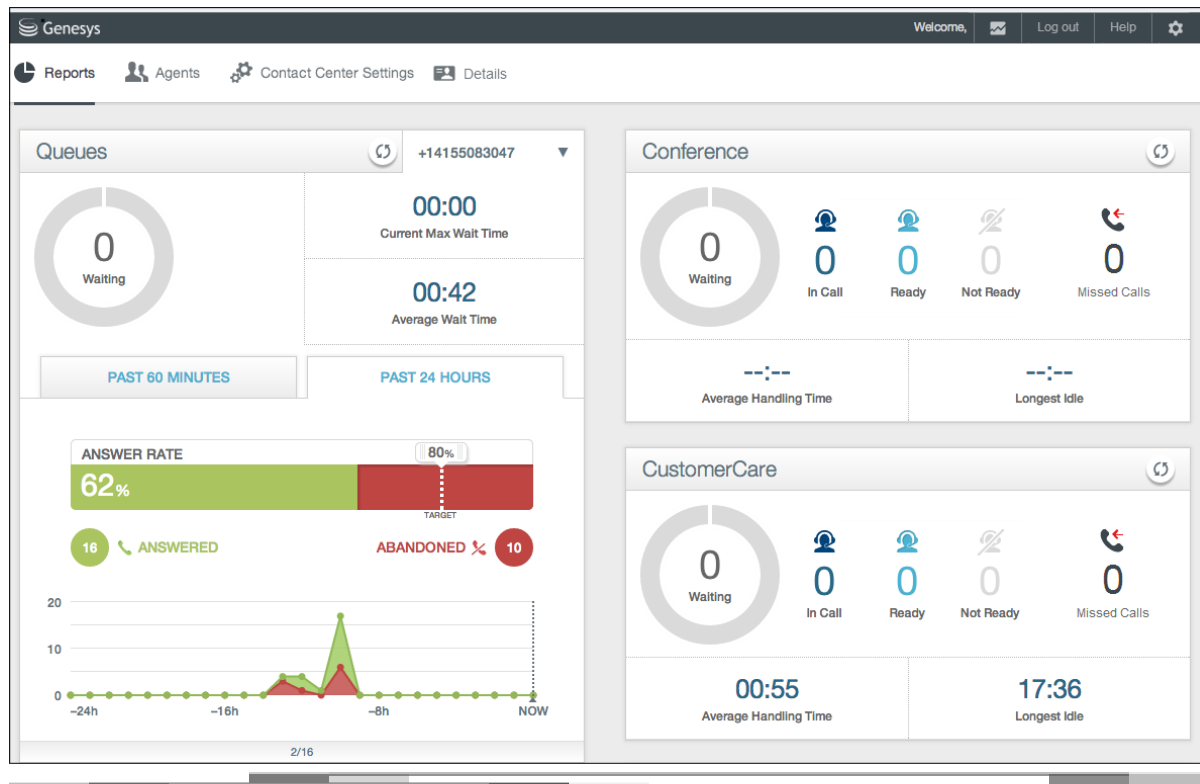 Genesys
Welcome,
Log out
Help
Reports
Agents
Contact Center Settings
Details
Queues
+14155083047
0
Waiting
00:00
Current Max Wait Time
00:42
Average Wait Time
PAST 60 MINUTES
PAST 24 HOURS
ANSWER RATE
80%
62%
TARGET
16 ANSWERED
ABANDONED 10
20
10
0
-24h
-16h
-8h
NOW
2/16
Conference
0
Waiting
0
In Call
0
Ready
0
Not Ready
0
Missed Calls
--:--
Average Handling Time
--:--
Longest Idle
CustomerCare
0
Waiting
0
In Call
0
Ready
0
Not Ready
0
Missed Calls
00:55
Average Handling Time
17:36
Longest Idle